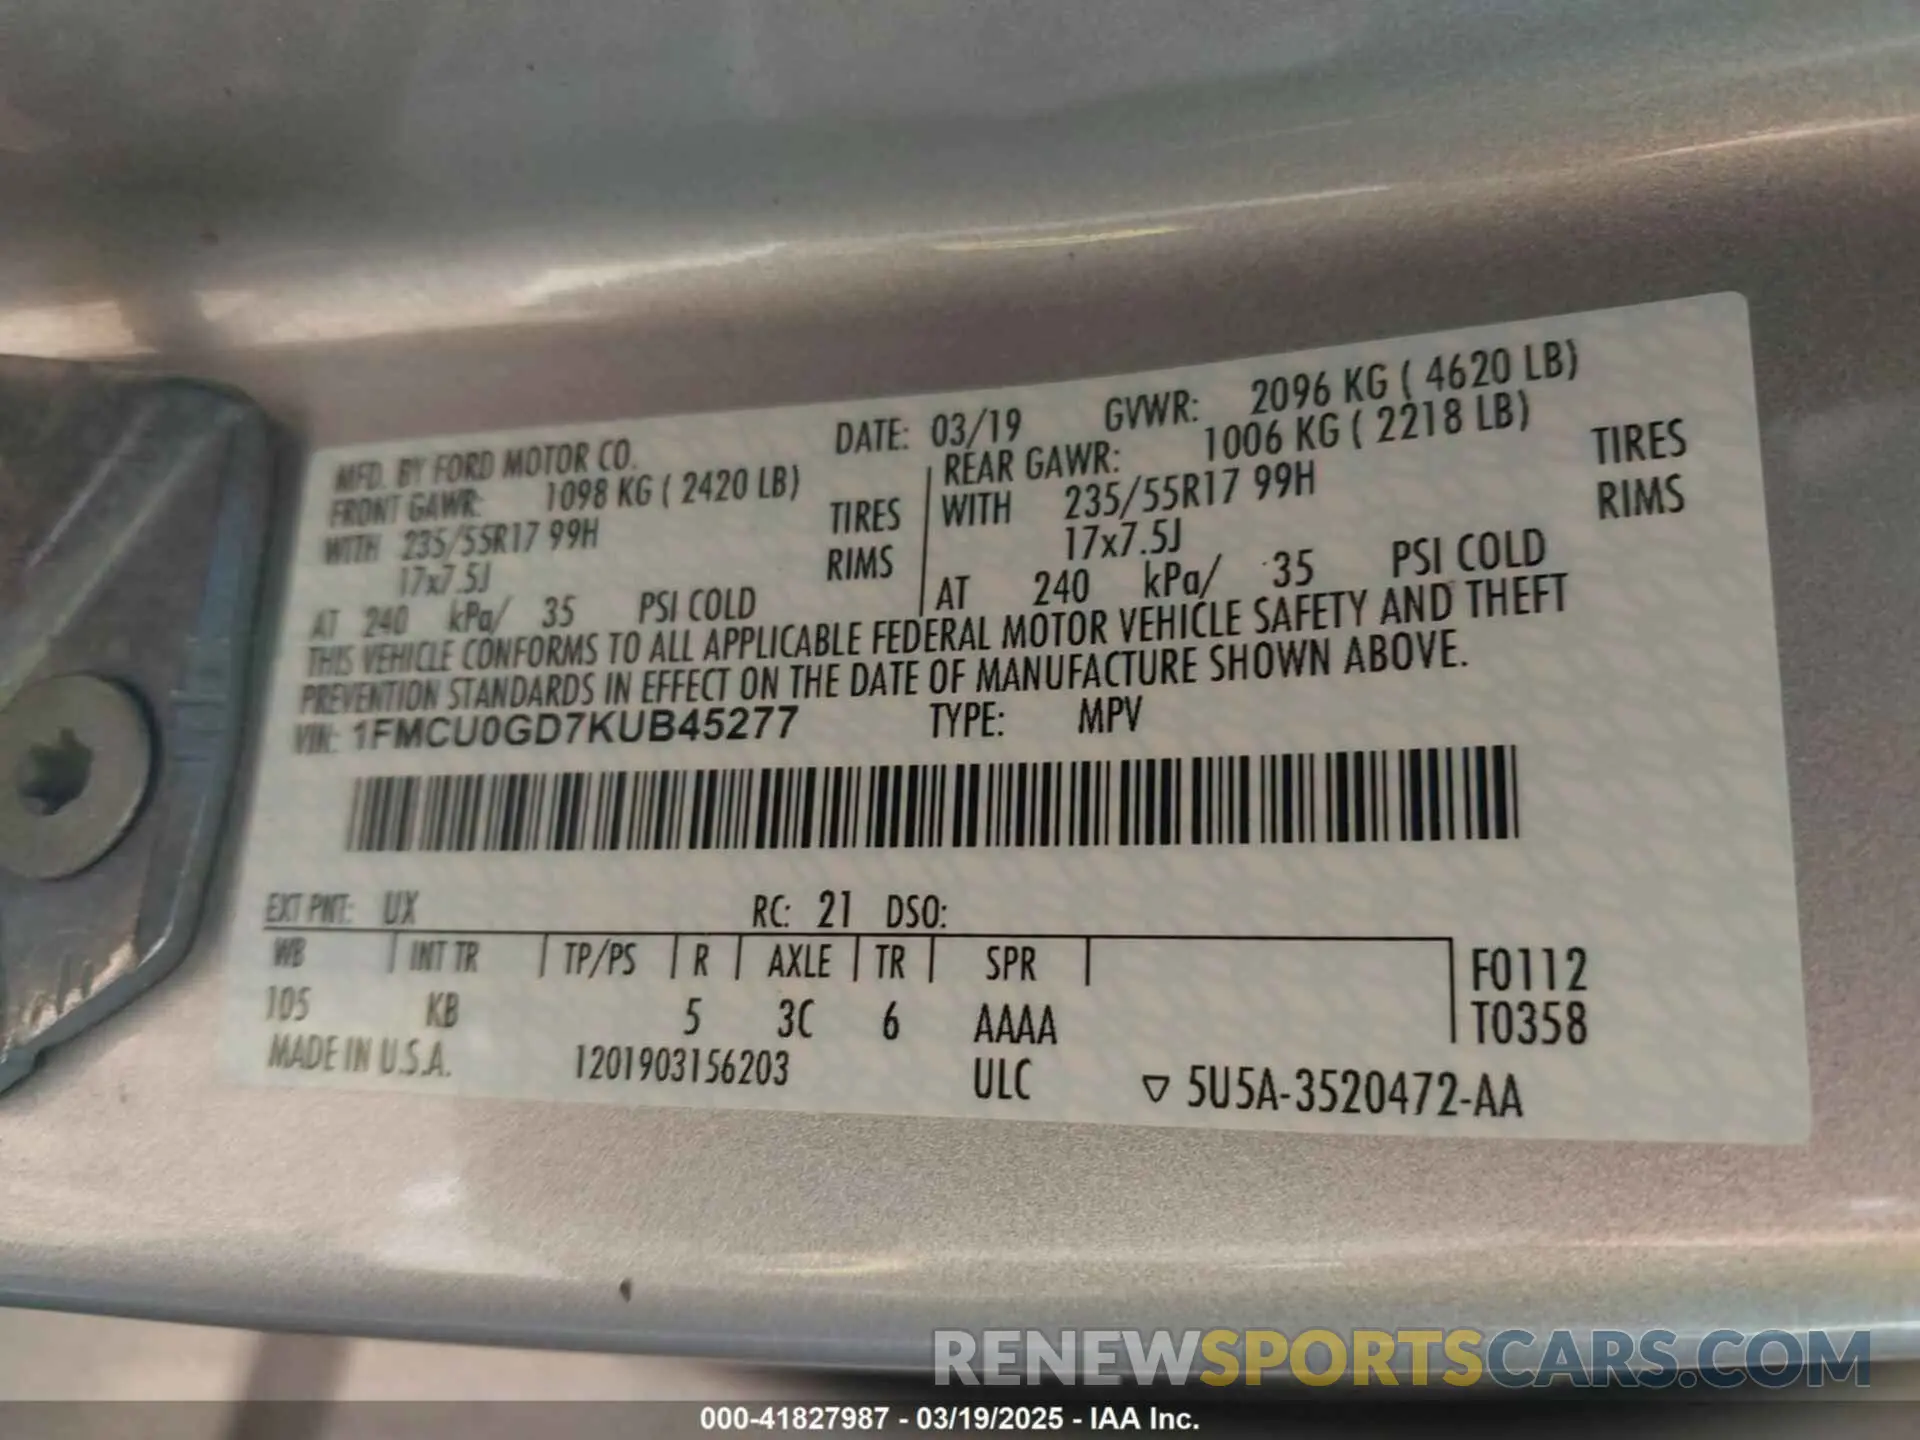 MFD. BY FORD MOTOR CO. DATE: 03/19 GVWR: 2096 KG ( 4620 LB)
FRONT GAWR: 1098 KG ( 2420 LB) REAR GAWR: 1006 KG ( 2218 LB)
WITH 235/55R17 99H TIRES WITH 235/55R17 99H TIRES
17x7.5J RIMS 17x7.5J RIMS
AT 240 kPa/ 35 PSI COLD AT 240 kPa/ 35 PSI COLD
THIS VEHICLE CONFORMS TO ALL APPLICABLE FEDERAL MOTOR VEHICLE SAFETY AND THEFT
PREVENTION STANDARDS IN EFFECT ON THE DATE OF MANUFACTURE SHOWN ABOVE.
VIN: 1FMCU0GD7KUB45277 TYPE: MPV
EXT PNT: UX RC: 21 DSO:
WB INT TR TP/PS R AXLE TR SPR F0112
105 KB 5 3C 6 AAAA T0358
MADE IN U.S.A. 1201903156203 ULC ▽ 5U5A-3520472-AA
RENEWSPORTSCARS.COM
000-41827987 - 03/19/2025 - IAA Inc.